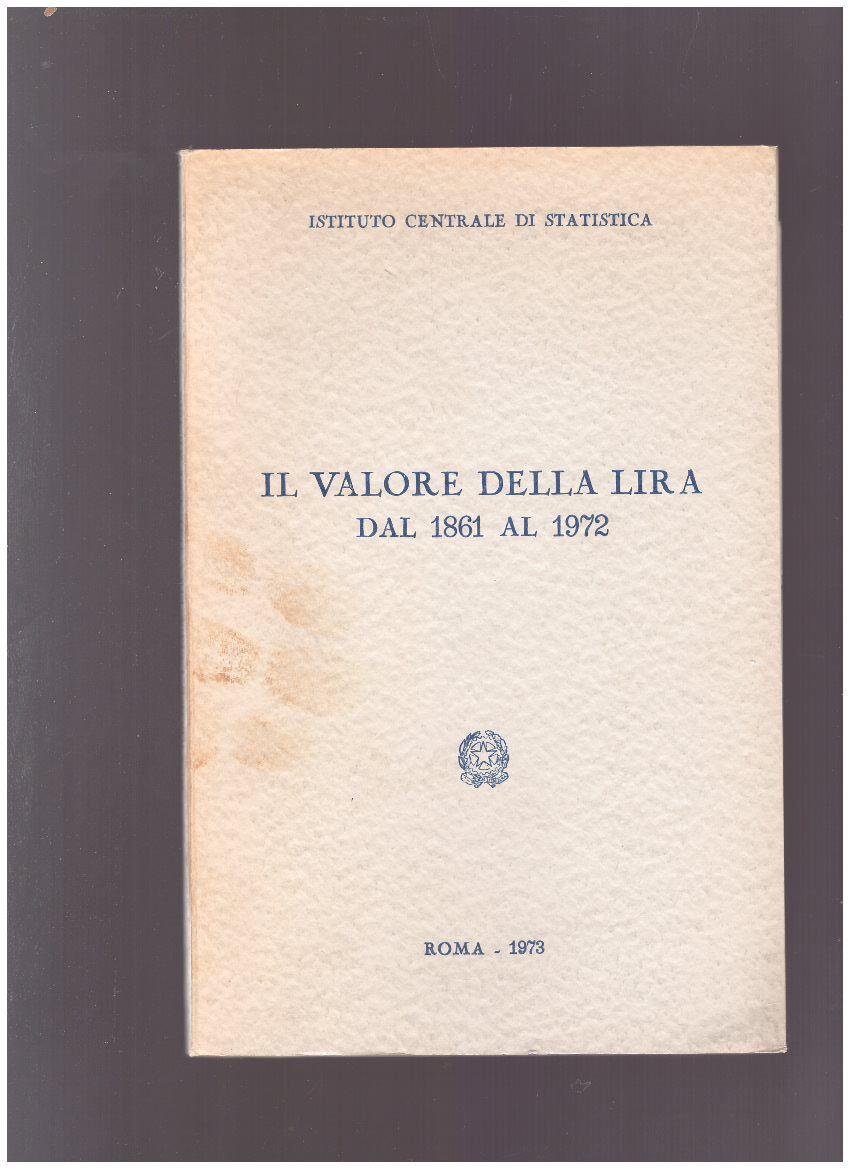 ISTITUTO CENTRALE DI STATISTICA
IL VALORE DELLA LIRA
DAL 1861 AL 1972
ROMA - 1973